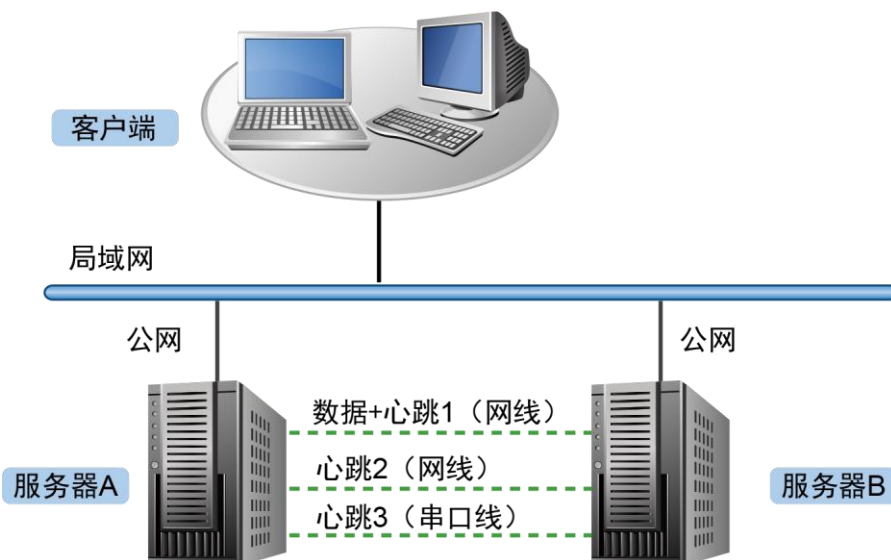 客户端
局域网
公网
公网
数据+心跳1（网线）
心跳2（网线）
服务器A
服务器B
心跳3（串口线）